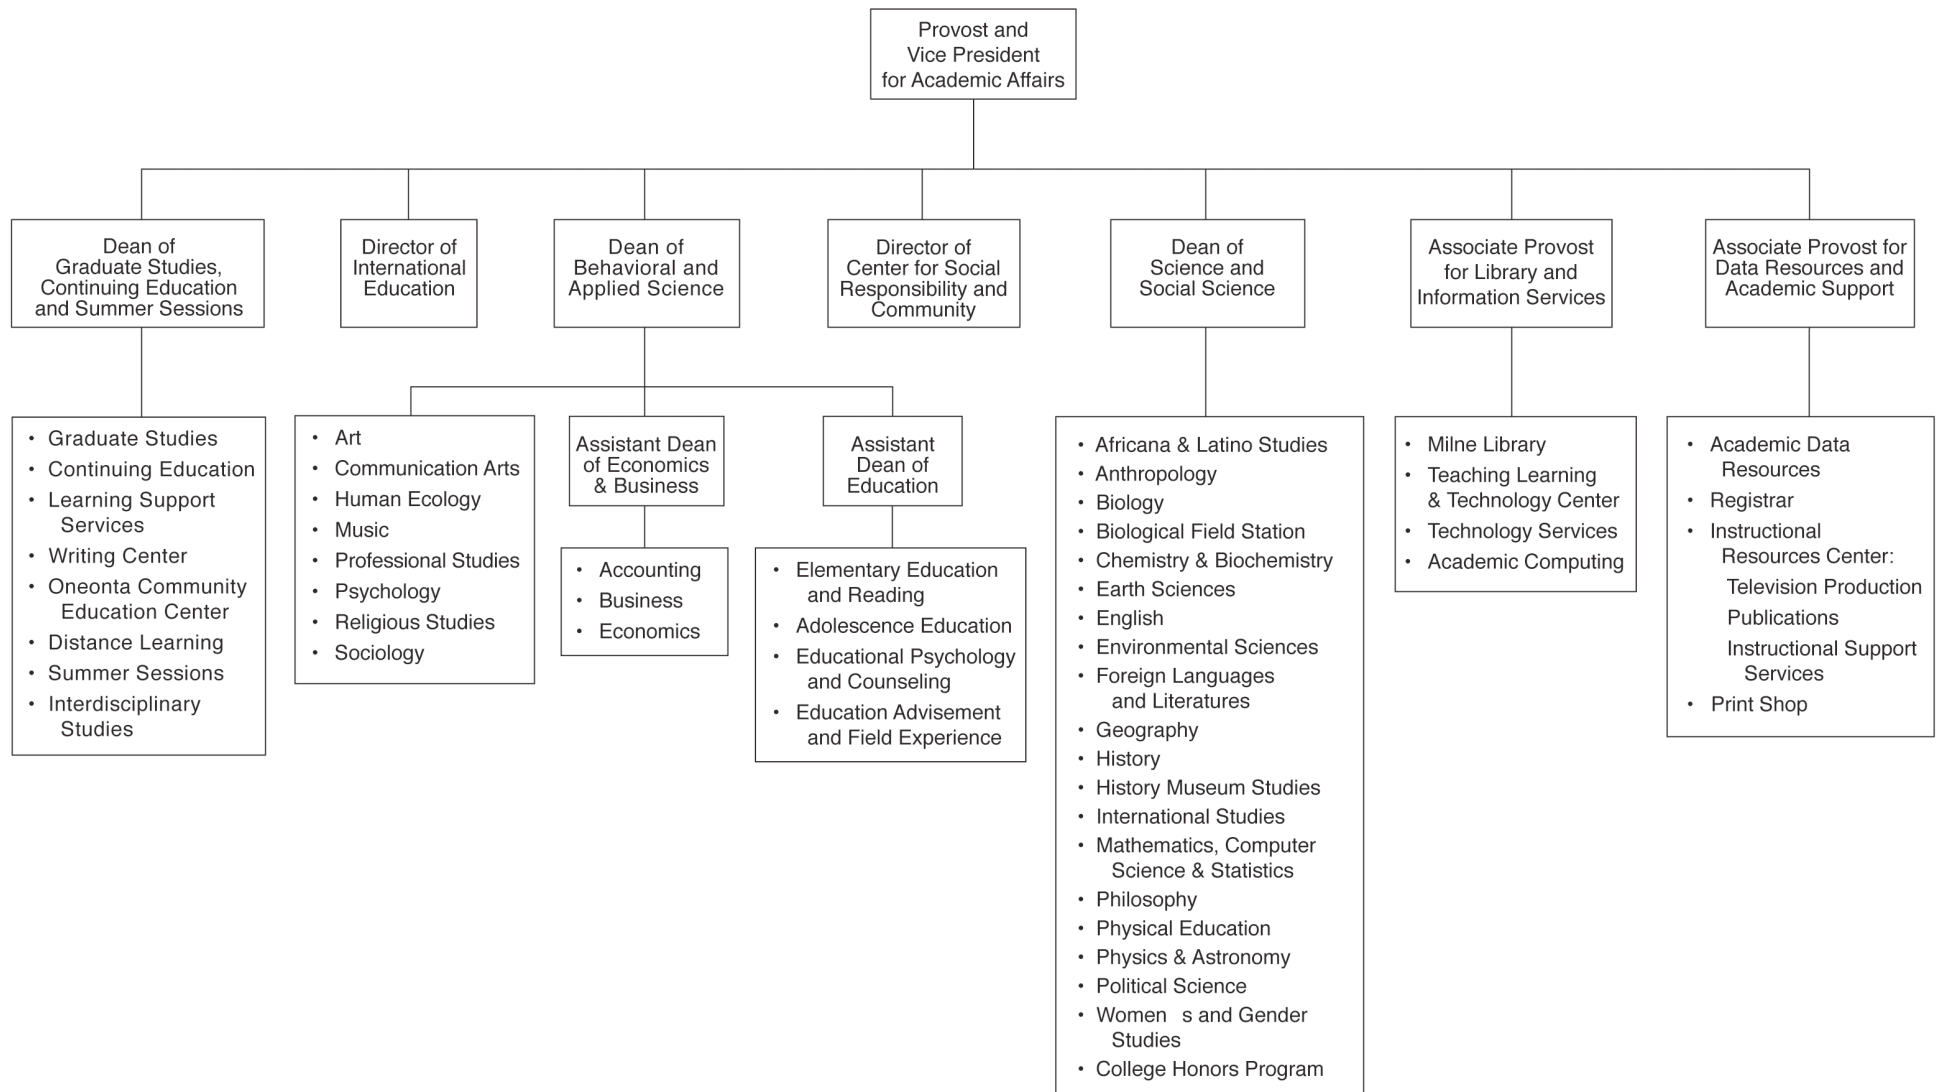 Provost and
Vice President
for Academic Affairs
Dean of
Graduate Studies,
Continuing Education
and Summer Sessions
Director of
International
Education
Dean of
Behavioral and
Applied Science
Director of
Center for Social
Responsibility and
Community
Dean of
Science and
Social Science
Associate Provost
for Library and
Information Services
Associate Provost for
Data Resources and
Academic Support
• Graduate Studies
• Continuing Education
• Learning Support
Services
• Writing Center
• Oneonta Community
Education Center
• Distance Learning
• Summer Sessions
• Interdisciplinary
Studies
• Art
• Communication Arts
• Human Ecology
• Music
• Professional Studies
• Psychology
• Religious Studies
• Sociology
Assistant Dean
of Economics
& Business
• Accounting
• Business
• Economics
Assistant
Dean of
Education
• Elementary Education
and Reading
• Adolescence Education
• Educational Psychology
and Counseling
• Education Advisement
and Field Experience
• Africana & Latino Studies
• Anthropology
• Biology
• Biological Field Station
• Chemistry & Biochemistry
• Earth Sciences
• English
• Environmental Sciences
• Foreign Languages
and Literatures
• Geography
• History
• History Museum Studies
• International Studies
• Mathematics, Computer
Science & Statistics
• Philosophy
• Physical Education
• Physics & Astronomy
• Political Science
• Women s and Gender
Studies
• College Honors Program
• Milne Library
• Teaching Learning
& Technology Center
• Technology Services
• Academic Computing
• Academic Data
Resources
• Registrar
• Instructional
Resources Center:
Television Production
Publications
Instructional Support
Services
• Print Shop